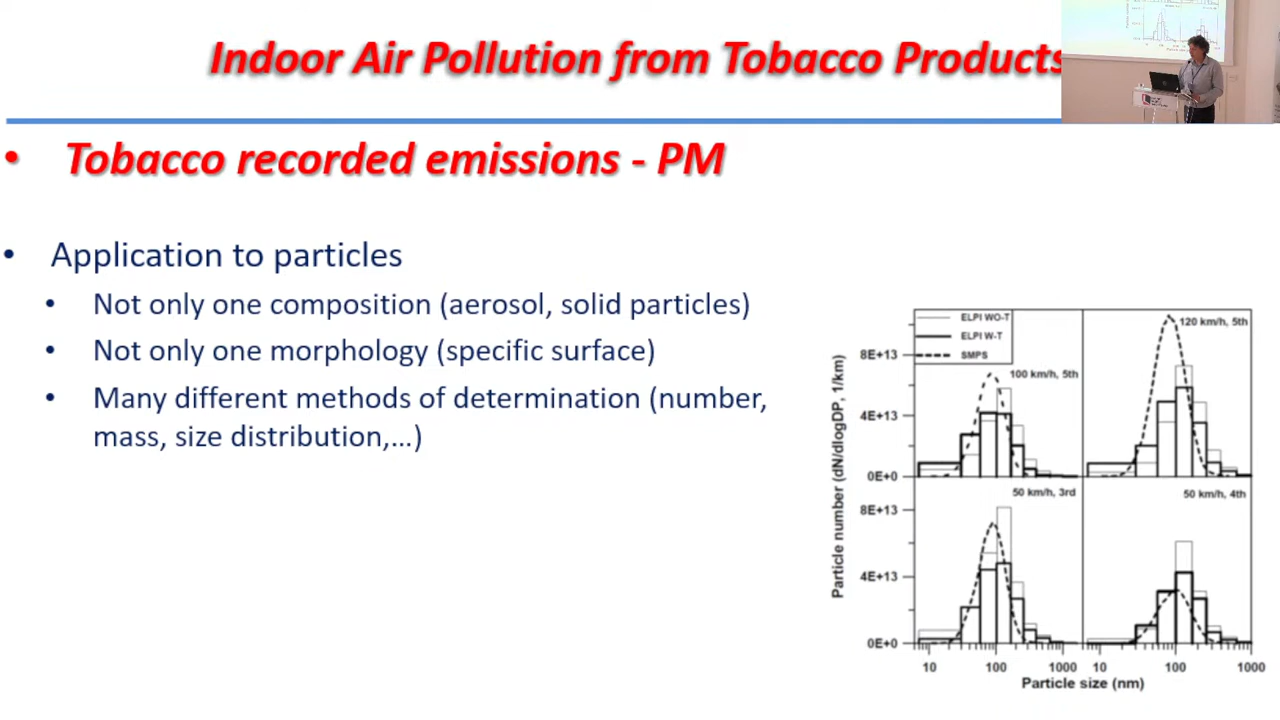 Indoor Air Pollution from Tobacco Products
• Tobacco recorded emissions - PM
• Application to particles
• Not only one composition (aerosol, solid particles)
• Not only one morphology (specific surface)
• Many different methods of determination (number,
mass, size distribution,...)
ELPI WO-T
ELPI W-T
SMPS
100 km/h, 5th
120 km/h, 5th
50 km/h, 3rd
50 km/h, 4th
Particle number (dN/dlogDP, 1/km)
8E+13
4E+13
0E+0
8E+13
4E+13
0E+0
10 100 1000 10 100 1000
Particle size (nm)